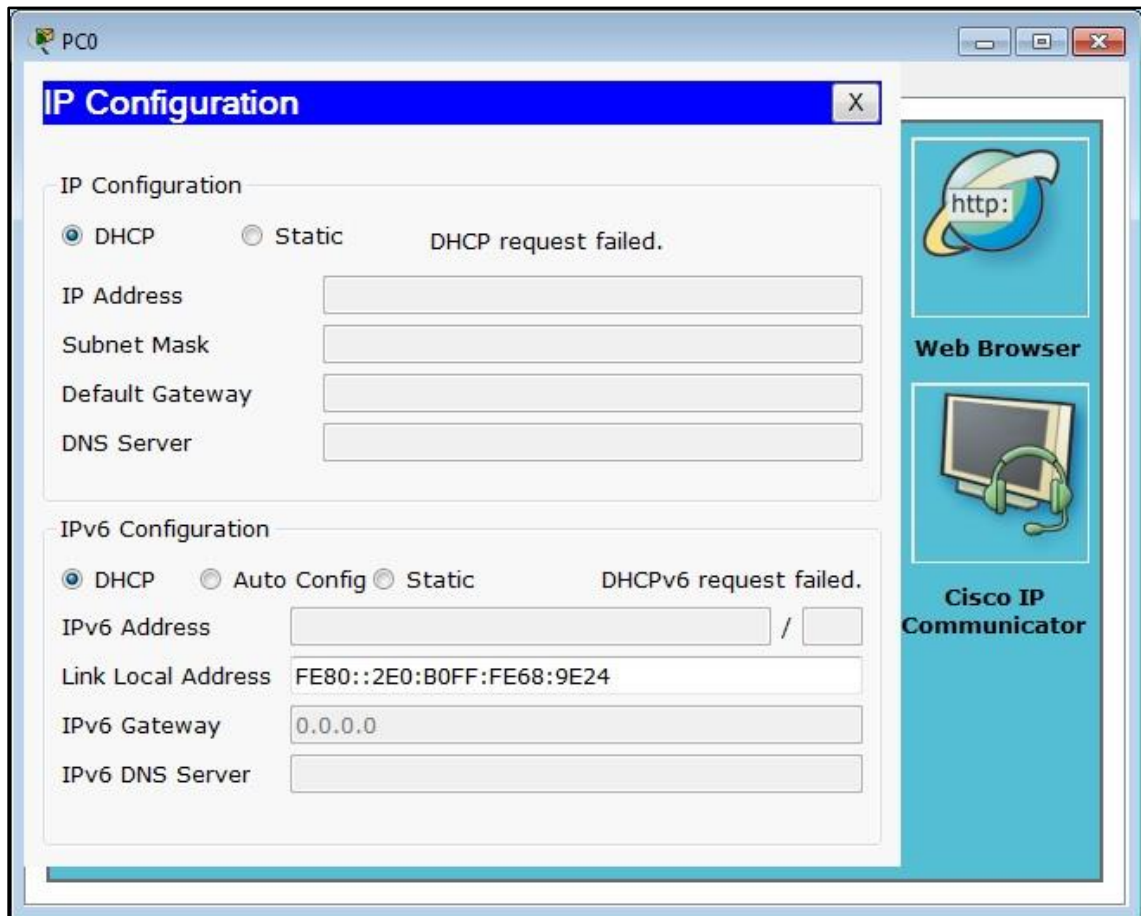 PC0
IP Configuration
X
IP Configuration
DHCP Static DHCP request failed.
IP Address
Subnet Mask
Default Gateway
DNS Server
IPv6 Configuration
DHCP Auto Config Static DHCPv6 request failed.
IPv6 Address /
Link Local Address FE80::2E0:B0FF:FE68:9E24
IPv6 Gateway 0.0.0.0
IPv6 DNS Server
http:
Web Browser
Cisco IP
Communicator